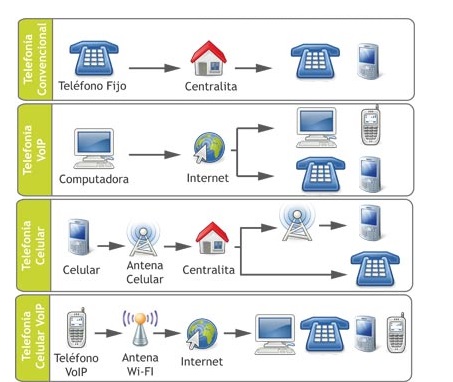 Telefonía
Convencional
Teléfono Fijo
Centralita
Telefonía
VoIP
Computadora
Internet
Telefonía
Celular
Celular
Antena
Celular
Centralita
Telefonía
Celular VoIP
Teléfono
VoIP
Antena
Wi-FI
Internet